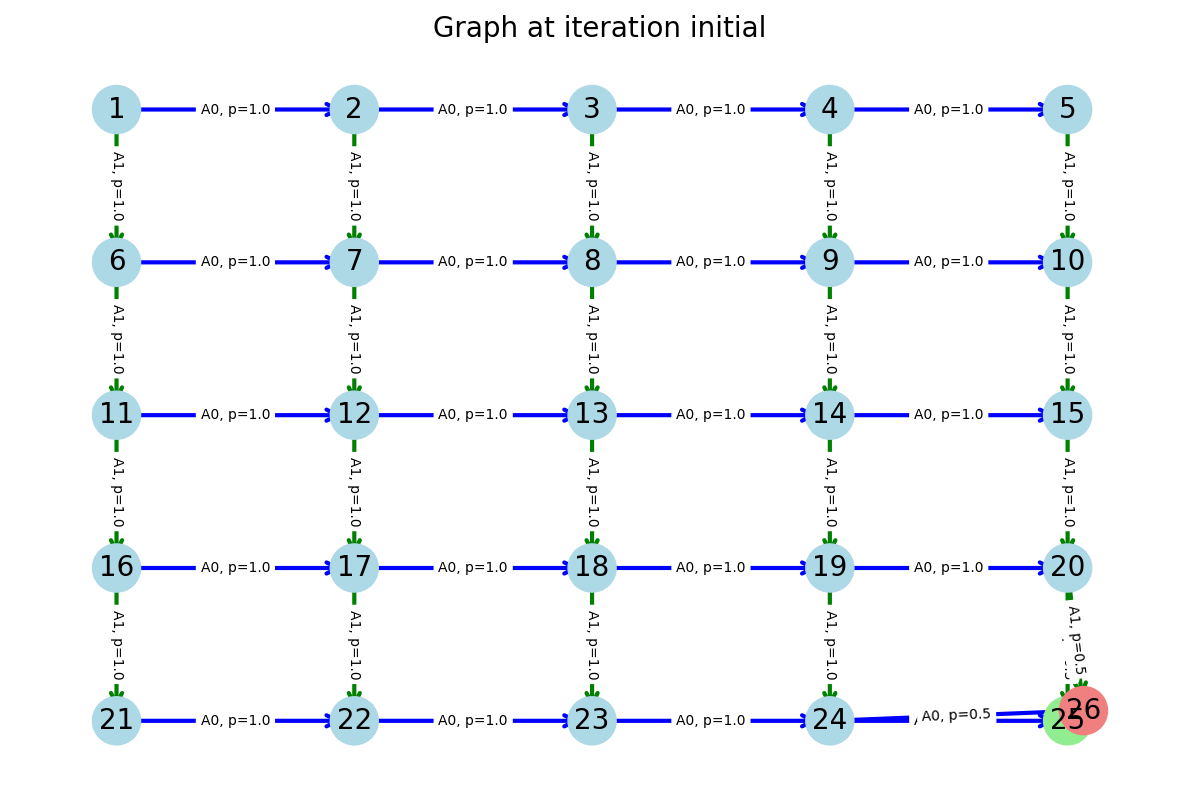 Graph at iteration initial
1 A0, p=1.0 2 A0, p=1.0 3 A0, p=1.0 4 A0, p=1.0 5
A1, p=1.0 A1, p=1.0 A1, p=1.0 A1, p=1.0 A1, p=1.0
6 A0, p=1.0 7 A0, p=1.0 8 A0, p=1.0 9 A0, p=1.0 10
A1, p=1.0 A1, p=1.0 A1, p=1.0 A1, p=1.0 A1, p=1.0
11 A0, p=1.0 12 A0, p=1.0 13 A0, p=1.0 14 A0, p=1.0 15
A1, p=1.0 A1, p=1.0 A1, p=1.0 A1, p=1.0 A1, p=1.0
16 A0, p=1.0 17 A0, p=1.0 18 A0, p=1.0 19 A0, p=1.0 20
A1, p=1.0 A1, p=1.0 A1, p=1.0 A1, p=1.0 A1, p=0.5
21 A0, p=1.0 22 A0, p=1.0 23 A0, p=1.0 24 A0, p=0.5 25 26